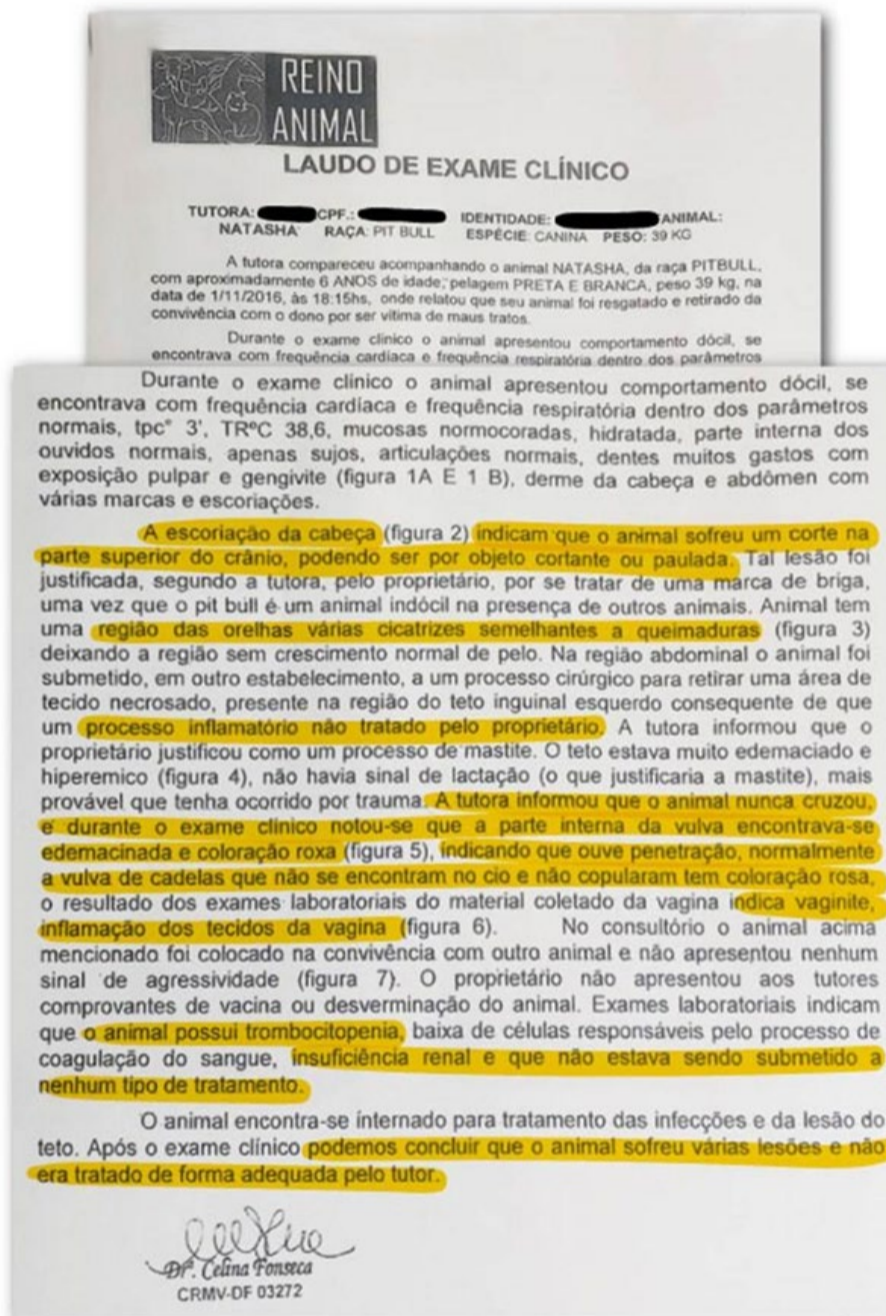 REINO
ANIMAL
LAUDO DE EXAME CLÍNICO
TUTORA: CPF.: IDENTIDADE: ANIMAL:
NATASHA RAÇA: PIT BULL ESPÉCIE: CANINA PESO: 39 KG
A tutora compareceu acompanhando o animal NATASHA, da raça PITBULL,
com aproximadamente 6 ANOS de idade, pelagem PRETA E BRANCA, peso 39 kg, na
data de 1/11/2016, às 18:15hs, onde relatou que seu animal foi resgatado e retirado da
convivência com o dono por ser vítima de maus tratos.
Durante o exame clínico o animal apresentou comportamento dócil, se
encontrava com frequência cardíaca e frequência respiratória dentro dos parâmetros
Durante o exame clínico o animal apresentou comportamento dócil, se
encontrava com frequência cardíaca e frequência respiratória dentro dos parâmetros
normais, tpc° 3', TRºC 38,6, mucosas normocoradas, hidratada, parte interna dos
ouvidos normais, apenas sujos, articulações normais, dentes muitos gastos com
exposição pulpar e gengivite (figura 1A E 1 B), derme da cabeça e abdômen com
várias marcas e escoriações.
A escoriação da cabeça (figura 2) indicam que o animal sofreu um corte na
parte superior do crânio, podendo ser por objeto cortante ou paulada. Tal lesão foi
justificada, segundo a tutora, pelo proprietário, por se tratar de uma marca de briga,
uma vez que o pit bull é um animal indócil na presença de outros animais. Animal tem
uma região das orelhas várias cicatrizes semelhantes a queimaduras (figura 3)
deixando a região sem crescimento normal de pelo. Na região abdominal o animal foi
submetido, em outro estabelecimento, a um processo cirúrgico para retirar uma área de
tecido necrosado, presente na região do teto inguinal esquerdo consequente de que
um processo inflamatório não tratado pelo proprietário. A tutora informou que o
proprietário justificou como um processo de mastite. O teto estava muito edemaciado e
hiperemico (figura 4), não havia sinal de lactação (o que justificaria a mastite), mais
provável que tenha ocorrido por trauma. A tutora informou que o animal nunca cruzou,
e durante o exame clinico notou-se que a parte interna da vulva encontrava-se
edemacinada e coloração roxa (figura 5), indicando que ouve penetração, normalmente
a vulva de cadelas que não se encontram no cio e não copularam tem coloração rosa,
o resultado dos exames laboratoriais do material coletado da vagina indica vaginite,
inflamação dos tecidos da vagina (figura 6). No consultório o animal acima
mencionado foi colocado na convivência com outro animal e não apresentou nenhum
sinal de agressividade (figura 7). O proprietário não apresentou aos tutores
comprovantes de vacina ou desverminação do animal. Exames laboratoriais indicam
que o animal possui trombocitopenia, baixa de células responsáveis pelo processo de
coagulação do sangue, insuficiência renal e que não estava sendo submetido a
nenhum tipo de tratamento.
O animal encontra-se internado para tratamento das infecções e da lesão do
teto. Após o exame clínico podemos concluir que o animal sofreu várias lesões e não
era tratado de forma adequada pelo tutor.
Drª. Celina Fonseca
CRMV-DF 03272